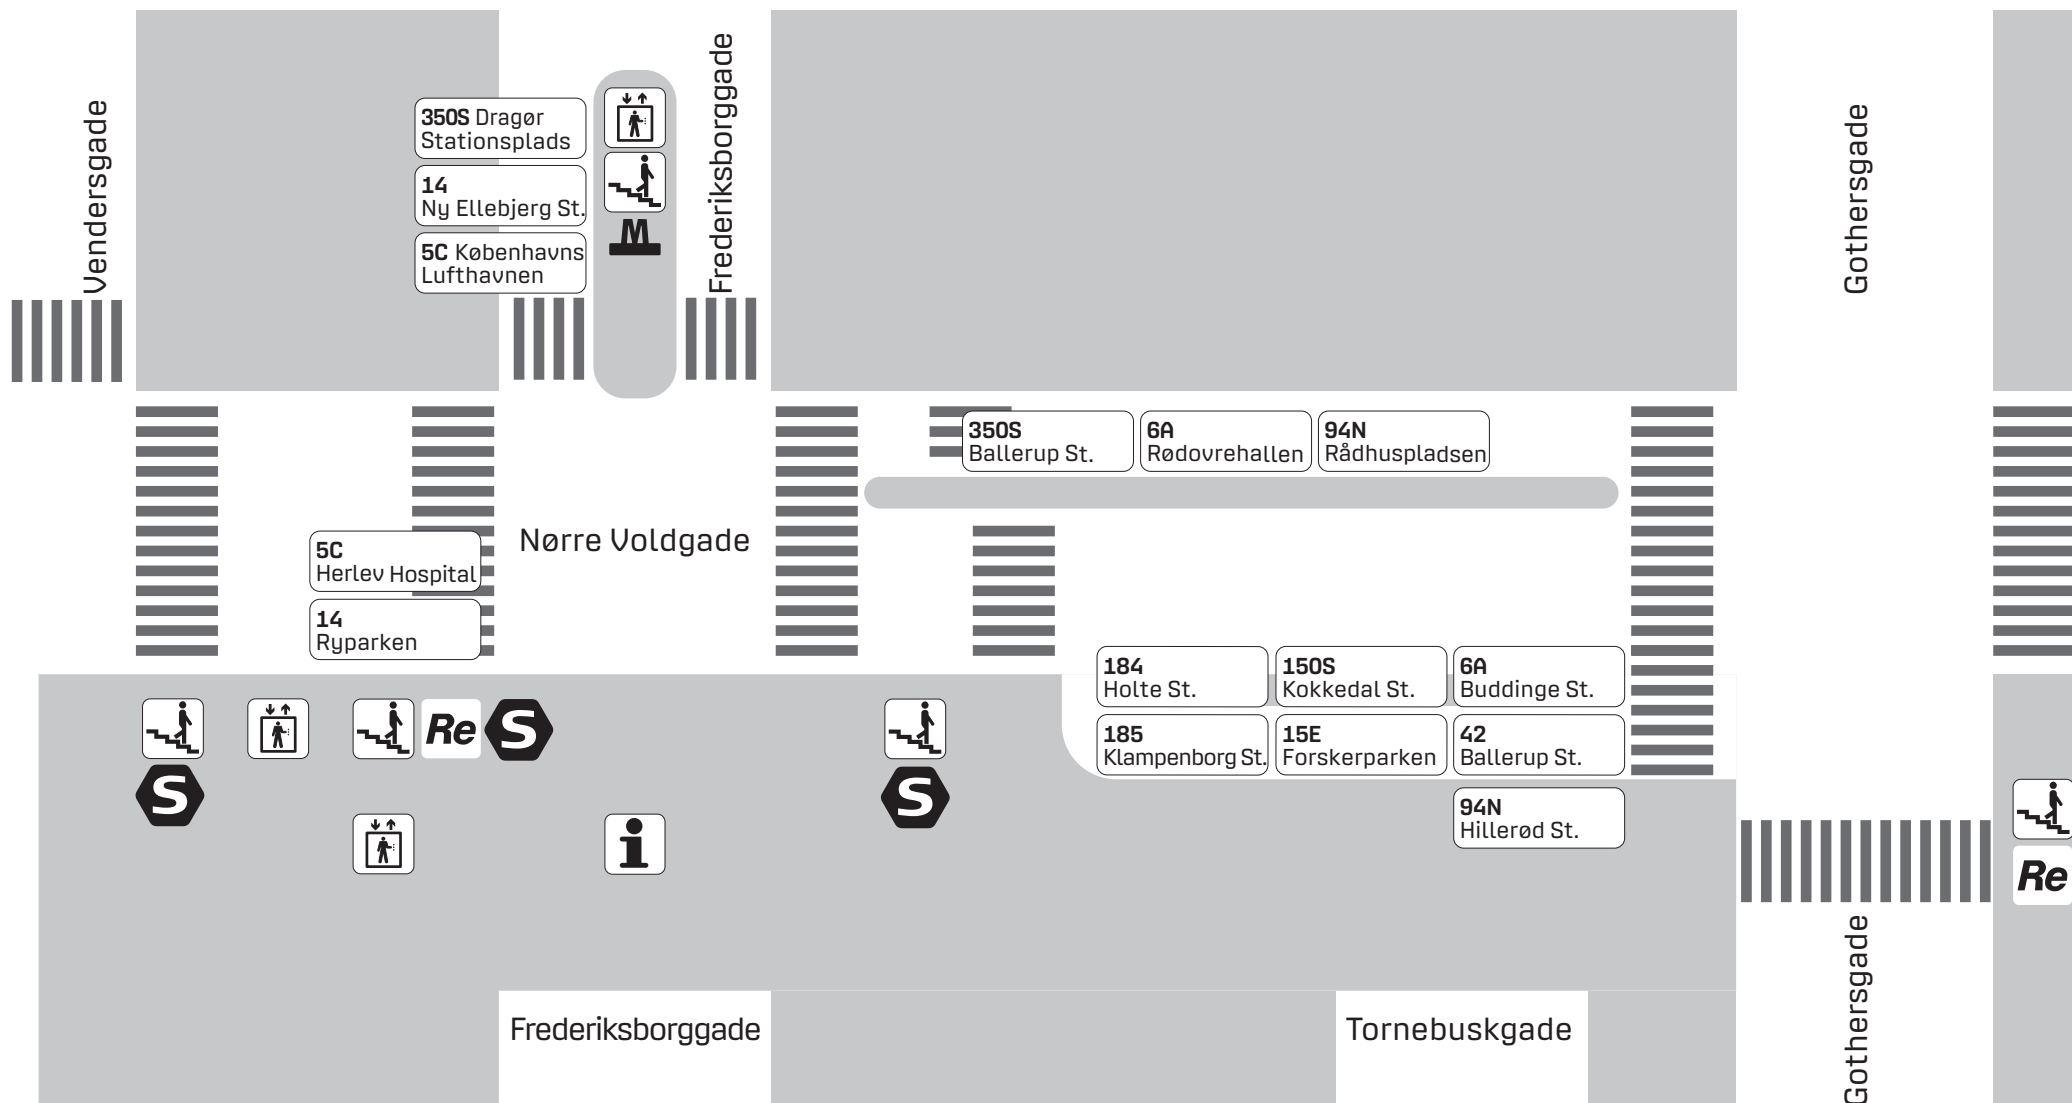 Vendersgade
350S Dragør
Stationsplads
14
Ny Ellebjerg St.
5C Københavns
Lufthavnen
M
Frederiksborggade
Gothersgade
350S
Ballerup St.
6A
Rødovrehallen
94N
Rådhuspladsen
Nørre Voldgade
5C
Herlev Hospital
14
Ryparken
184
Holte St.
150S
Kokkedal St.
6A
Buddinge St.
185
Klampenborg St.
15E
Forskerparken
42
Ballerup St.
94N
Hillerød St.
Re
S
S
S
i
Re
Frederiksborggade
Tornebuskgade
Gothersgade